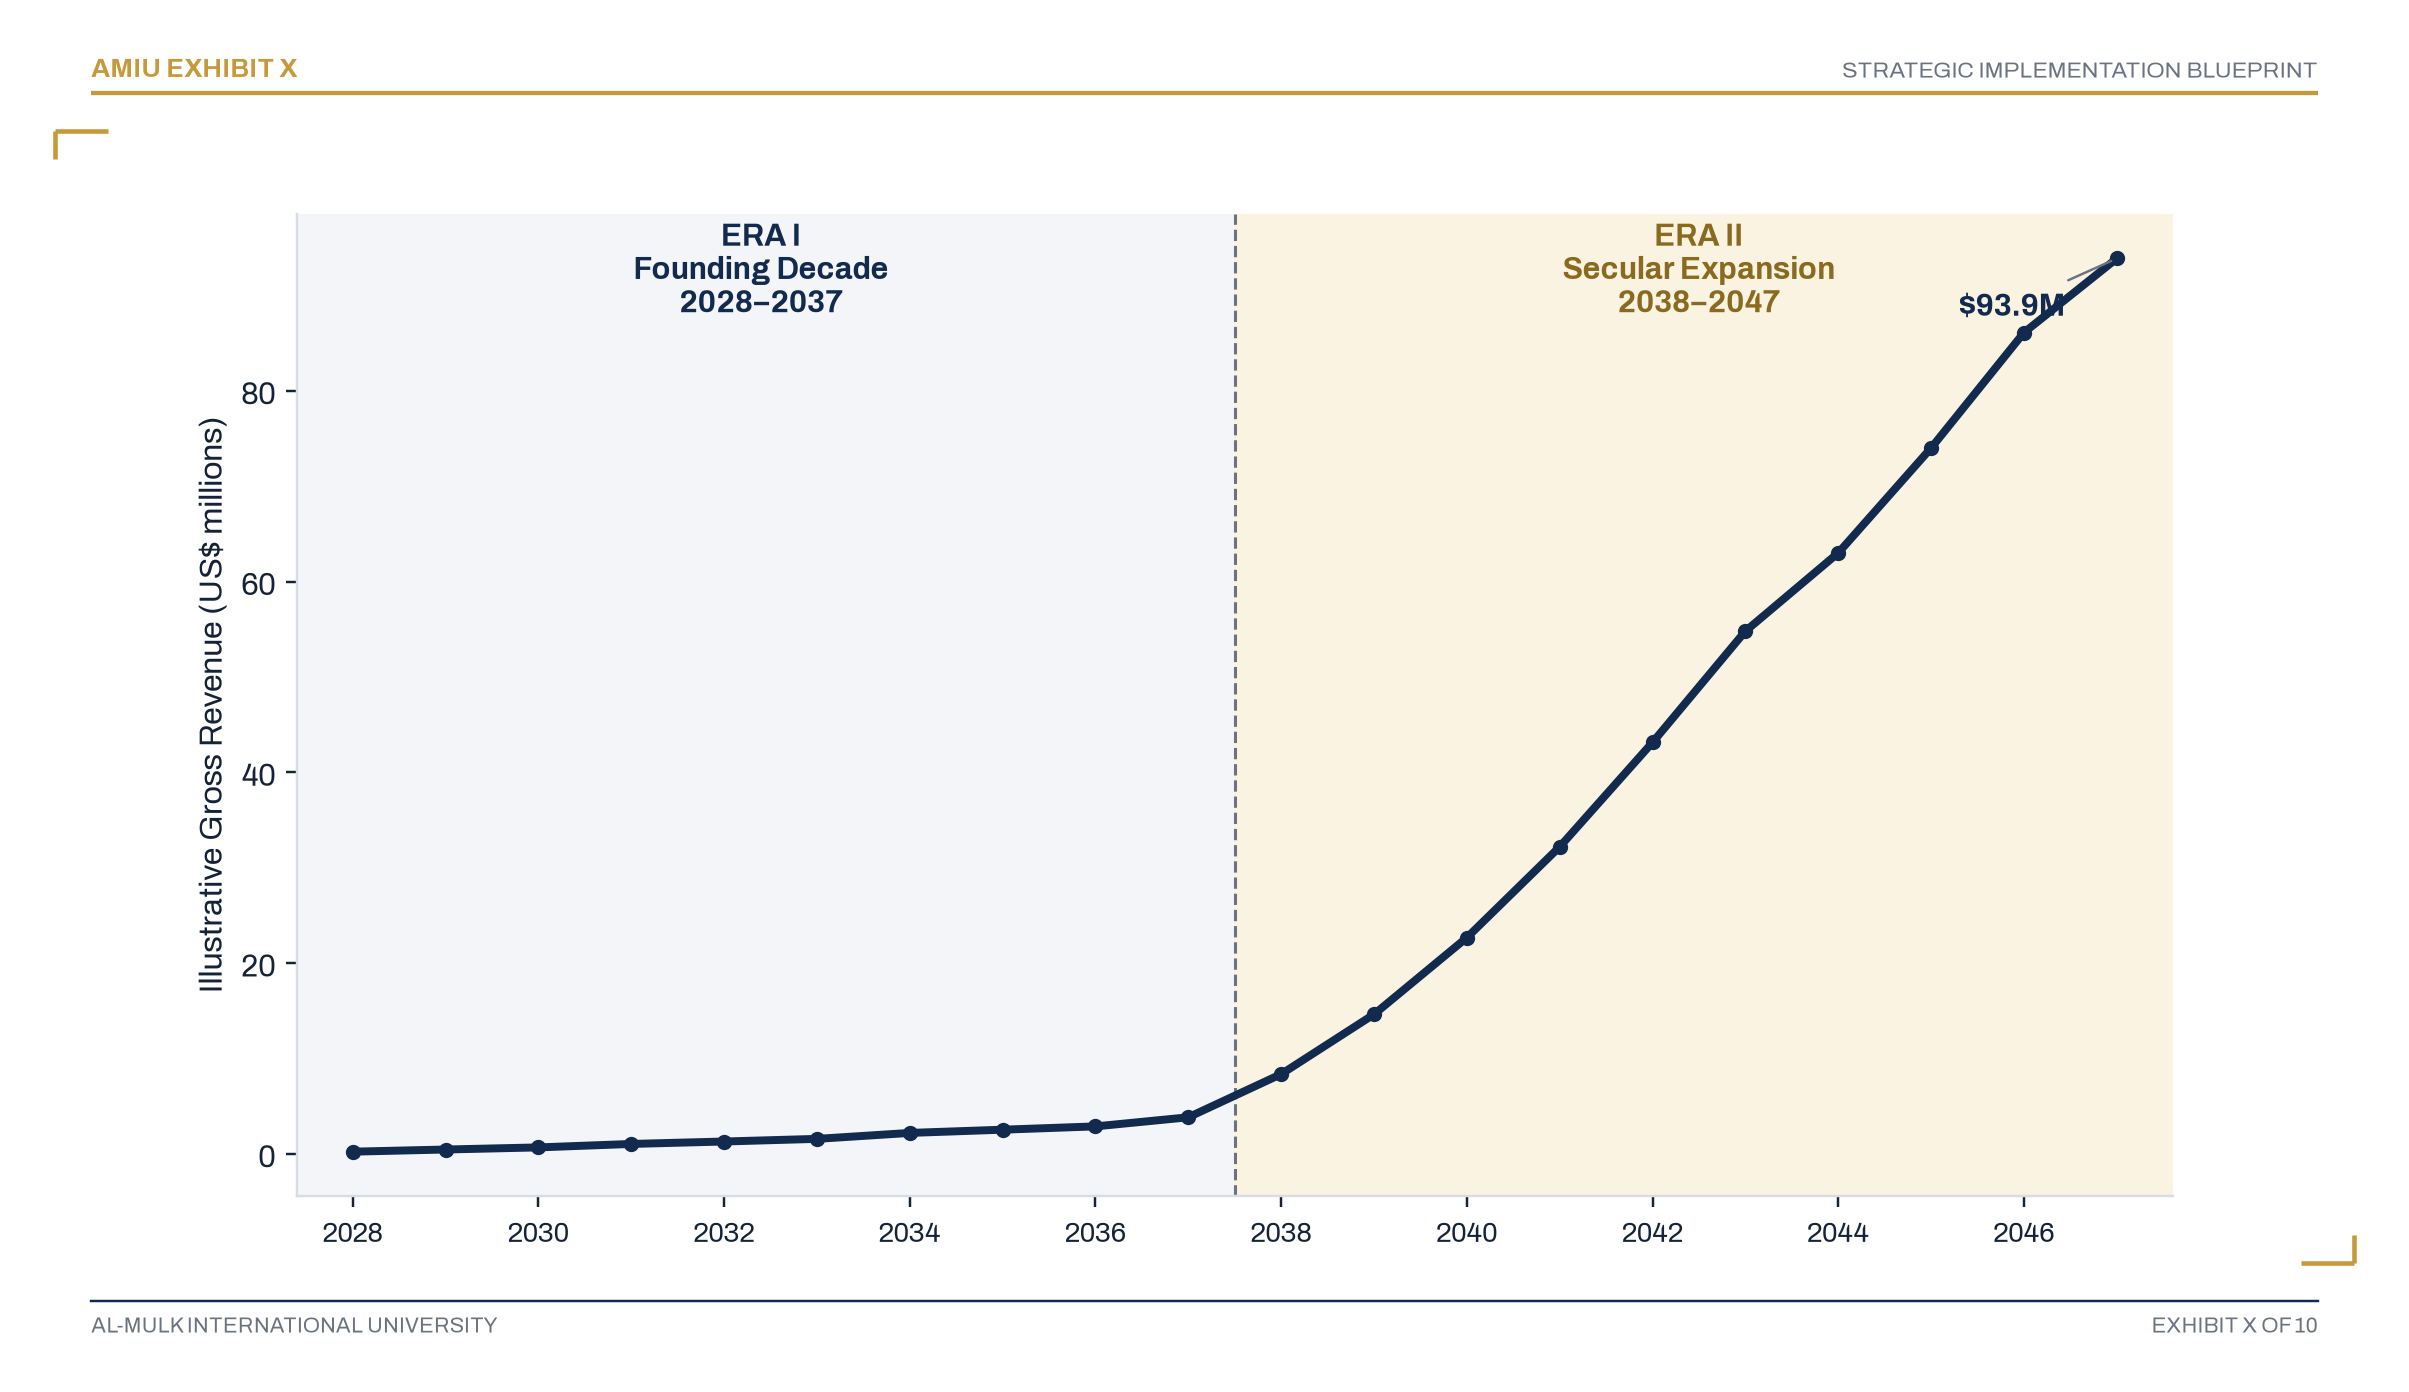 AMIU EXHIBIT X
STRATEGIC IMPLEMENTATION BLUEPRINT
ERA I
Founding Decade
2028–2037
ERA II
Secular Expansion
2038–2047
$93.9M
Illustrative Gross Revenue (US$ millions)
80
60
40
20
0
2028
2030
2032
2034
2036
2038
2040
2042
2044
2046
AL-MULK INTERNATIONAL UNIVERSITY
EXHIBIT X OF 10